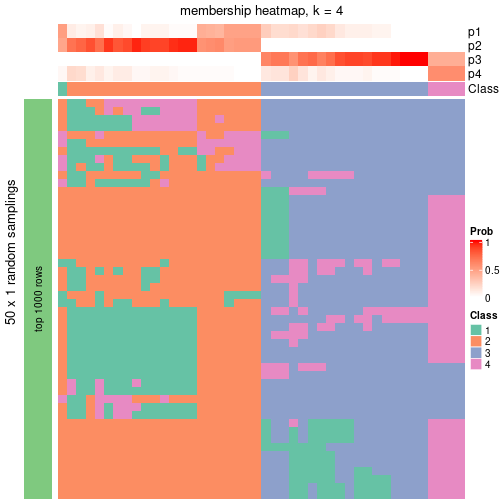 membership heatmap, k = 4
p1
p2
p3
p4
Class
50 x 1 random samplings
top 1000 rows
Prob
1
0.5
0
Class
1
2
3
4